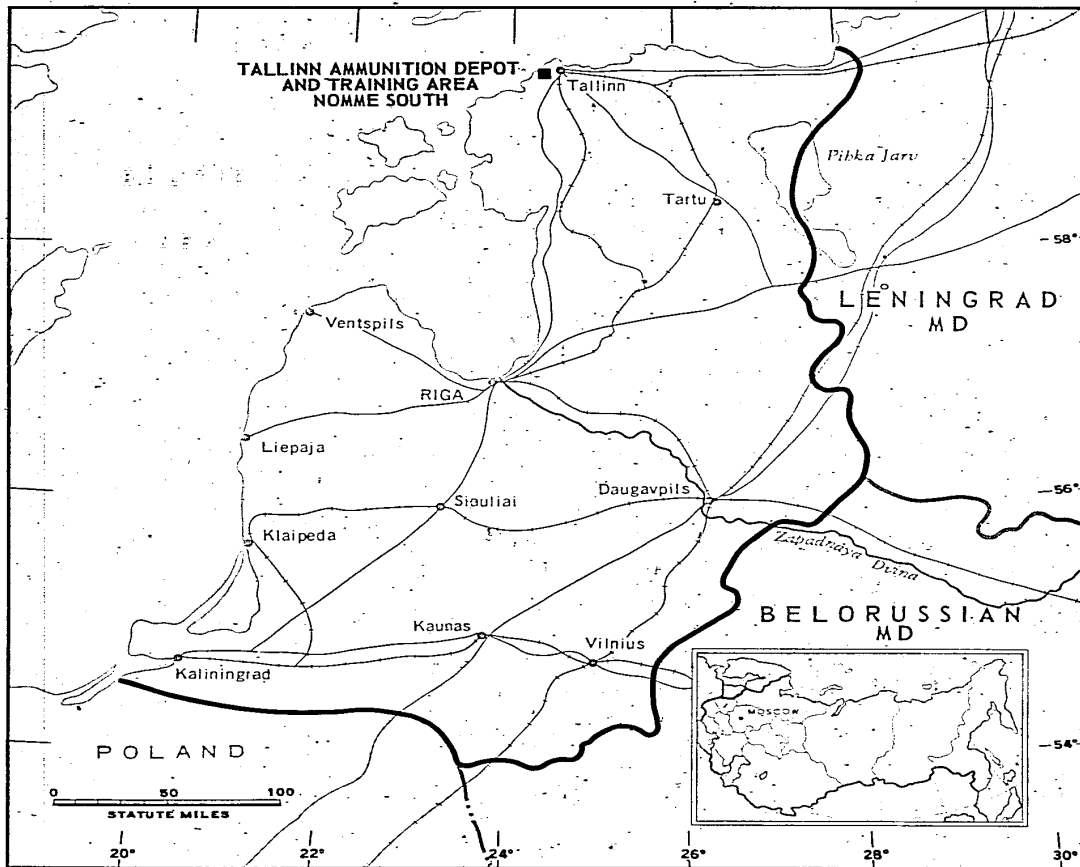 TALLINN AMMUNITION DEPOT
AND TRAINING AREA
NOMME SOUTH
Tallinn
Pihka Jarv
Tartu
58°
LENINGRAD
MD
Ventspils
RIGA
Liepaja
Siauliai
Daugavpils
56°
Klaipeda
Zapadnaya Dvina
BELORUSSIAN
MD
Kaunas
Vilnius
Kaliningrad
MOSCOW
POLAND
54°
0 50 100
STATUTE MILES
20° 22° 24° 26° 28° 30°